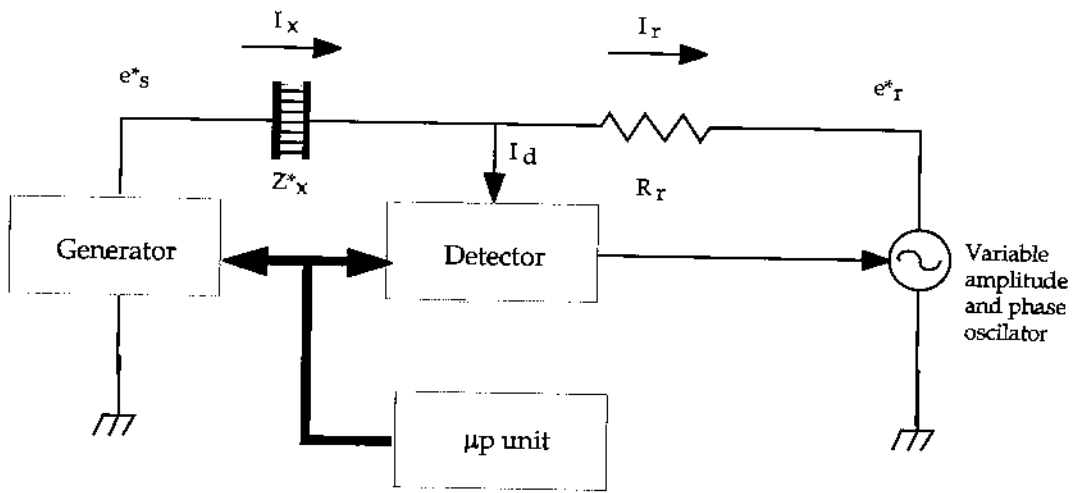 I x
I r
e*s
e*r
I d
Z*x
R r
Generator
Detector
Variable
amplitude
and phase
oscilator
µp unit